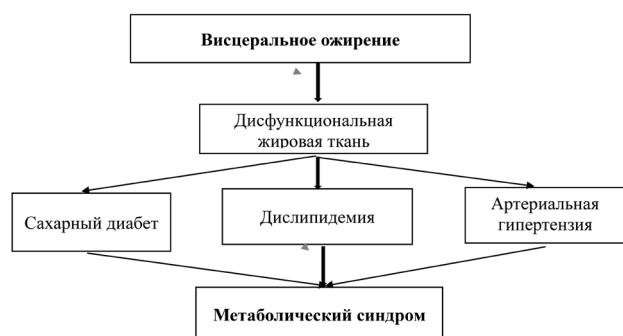 Висцеральное ожирение
Дисфункциональная
жировая ткань
Сахарный диабет
Дислипидемия
Артериальная
гипертензия
Метаболический синдром